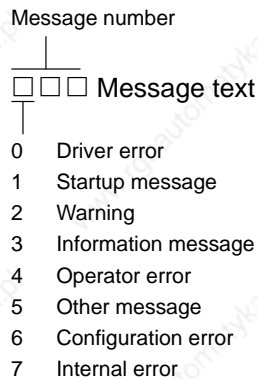 Message number
□□□ Message text
0 Driver error
1 Startup message
2 Warning
3 Information message
4 Operator error
5 Other message
6 Configuration error
7 Internal error